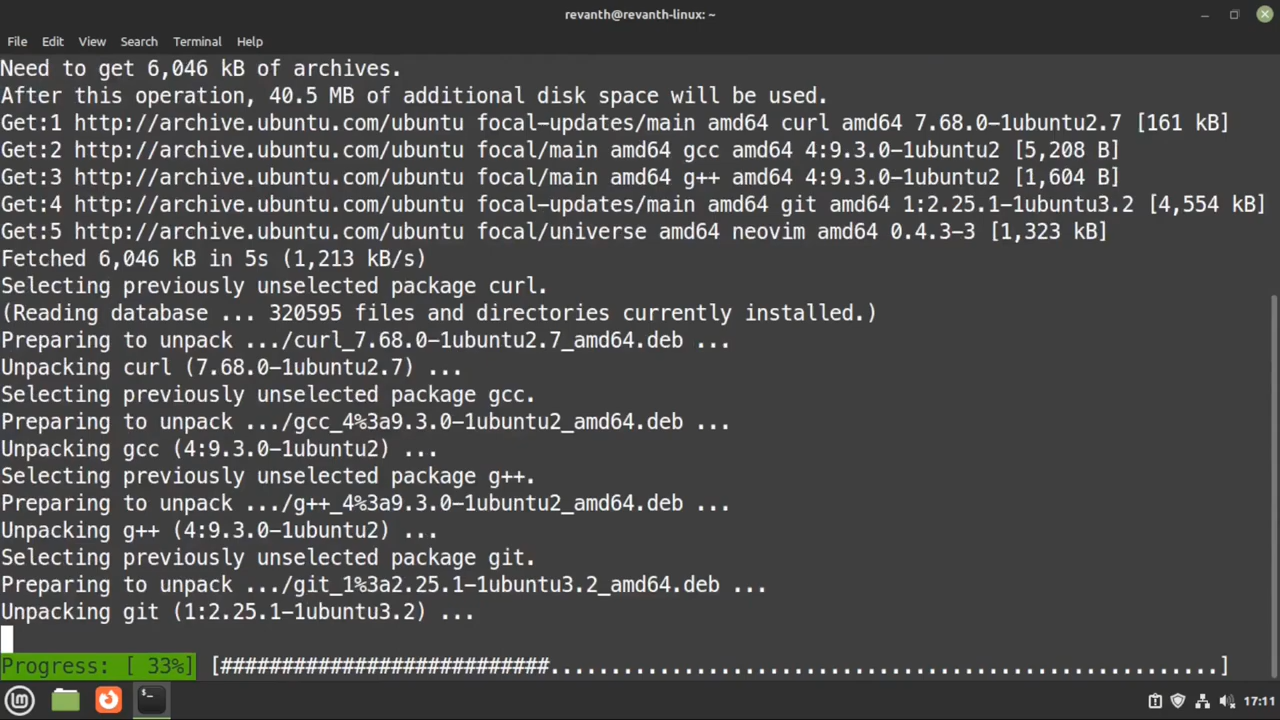 revanth@revanth-linux: ~
File Edit View Search Terminal Help
Need to get 6,046 kB of archives.
After this operation, 40.5 MB of additional disk space will be used.
Get:1 http://archive.ubuntu.com/ubuntu focal-updates/main amd64 curl amd64 7.68.0-1ubuntu2.7 [161 kB]
Get:2 http://archive.ubuntu.com/ubuntu focal/main amd64 gcc amd64 4:9.3.0-1ubuntu2 [5,208 B]
Get:3 http://archive.ubuntu.com/ubuntu focal/main amd64 g++ amd64 4:9.3.0-1ubuntu2 [1,604 B]
Get:4 http://archive.ubuntu.com/ubuntu focal-updates/main amd64 git amd64 1:2.25.1-1ubuntu3.2 [4,554 kB]
Get:5 http://archive.ubuntu.com/ubuntu focal/universe amd64 neovim amd64 0.4.3-3 [1,323 kB]
Fetched 6,046 kB in 5s (1,213 kB/s)
Selecting previously unselected package curl.
(Reading database ... 320595 files and directories currently installed.)
Preparing to unpack .../curl_7.68.0-1ubuntu2.7_amd64.deb ...
Unpacking curl (7.68.0-1ubuntu2.7) ...
Selecting previously unselected package gcc.
Preparing to unpack .../gcc_4%3a9.3.0-1ubuntu2_amd64.deb ...
Unpacking gcc (4:9.3.0-1ubuntu2) ...
Selecting previously unselected package g++.
Preparing to unpack .../g++_4%3a9.3.0-1ubuntu2_amd64.deb ...
Unpacking g++ (4:9.3.0-1ubuntu2) ...
Selecting previously unselected package git.
Preparing to unpack .../git_1%3a2.25.1-1ubuntu3.2_amd64.deb ...
Unpacking git (1:2.25.1-1ubuntu3.2) ...
Progress: [ 33%] [###########################.......................................................]
17:11